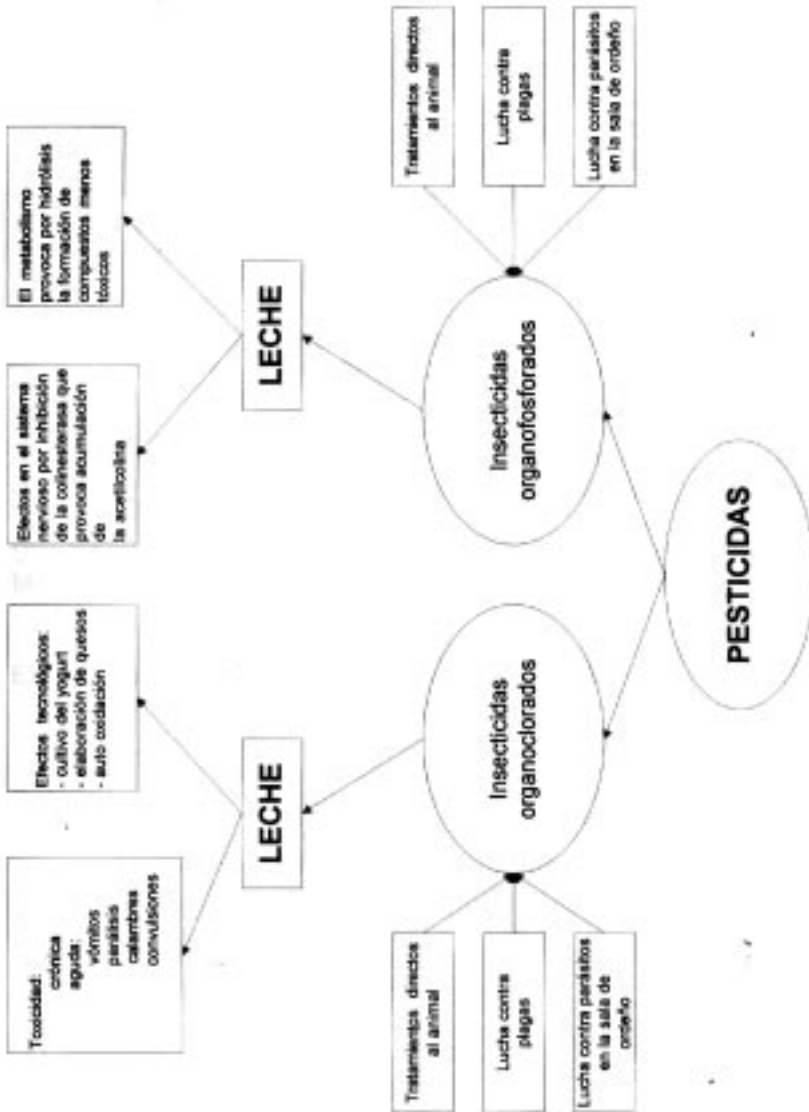 Toxicidad:
crónica
aguda:
vómitos
parálisis
calambres
convulsiones
Efectos tecnológicos:
- cultivo del yogurt
- elaboración de quesos
- auto oxidación
Efectos en el sistema
nervioso por inhibición
de la colinesterasa que
provoca acumulación
de
la acetilcolina
El metabolismo
provoca por hidrólisis
la formación de
compuestos menos
tóxicos
LECHE
LECHE
Tratamientos directos
al animal
Lucha contra
plagas
Lucha contra parásitos
en la sala de
ordeño
Insecticidas
organoclorados
Insecticidas
organofosforados
Tratamientos directos
al animal
Lucha contra
plagas
Lucha contra parásitos
en la sala de ordeño
PESTICIDAS